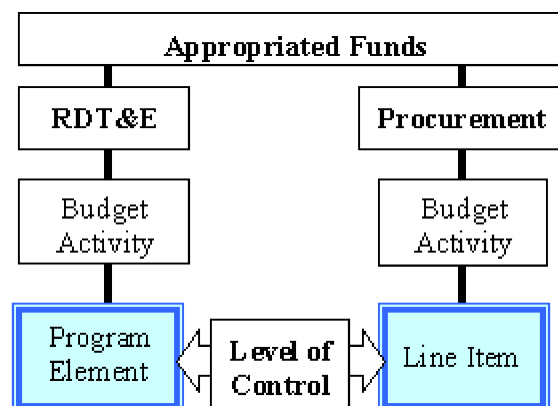 Appropriated Funds
RDT&E
Procurement
Budget
Activity
Budget
Activity
Program
Element
Level of
Control
Line Item